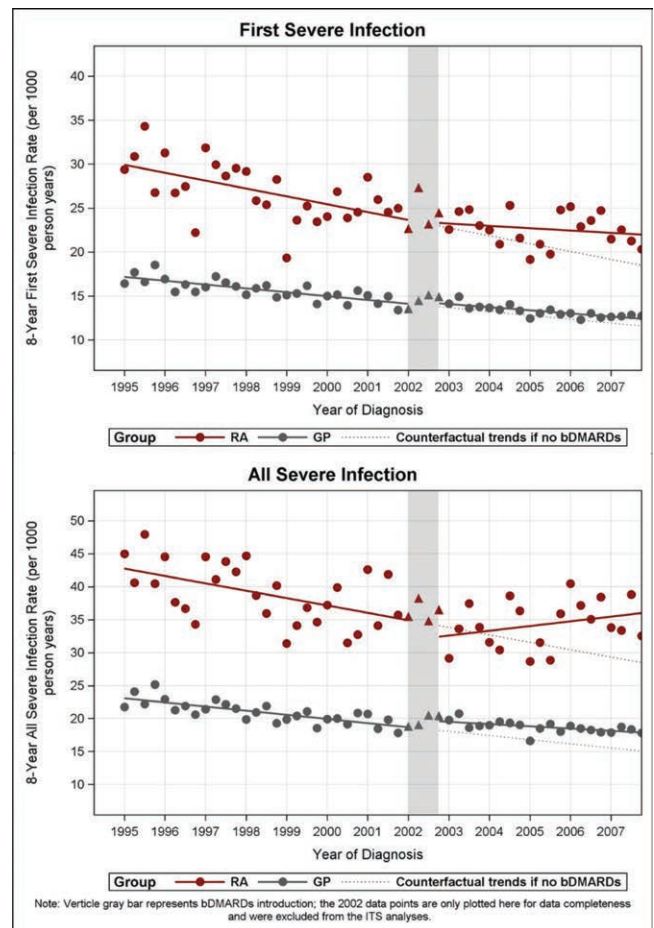 First Severe Infection
8-Year First Severe Infection Rate (per 1000
person years)
40
35
30
25
20
15
10
1995 1996 1997 1998 1999 2000 2001 2002 2003 2004 2005 2006 2007
Year of Diagnosis
Group RA GP Counterfactual trends if no bDMARDs
All Severe Infection
8-Year All Severe Infection Rate (per 1000
person years)
50
45
40
35
30
25
20
15
10
1995 1996 1997 1998 1999 2000 2001 2002 2003 2004 2005 2006 2007
Year of Diagnosis
Group RA GP Counterfactual trends if no bDMARDs
Note: Verticle gray bar represents bDMARDs introduction; the 2002 data points are only plotted here for data completeness
and were excluded from the ITS analyses.